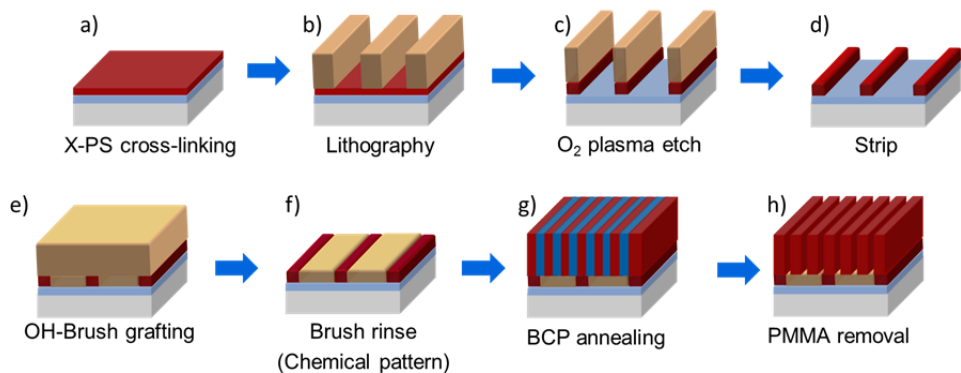 a)
b)
c)
d)
X-PS cross-linking
Lithography
O₂ plasma etch
Strip
e)
f)
g)
h)
OH-Brush grafting
Brush rinse
(Chemical pattern)
BCP annealing
PMMA removal